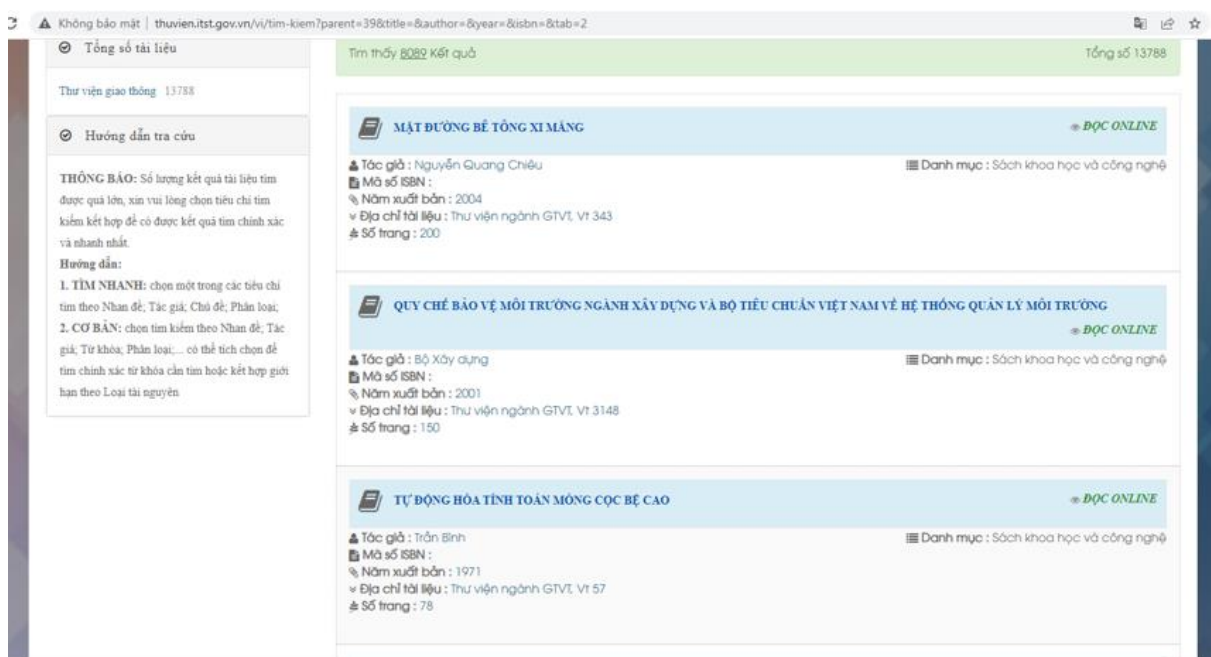 Không bảo mật | thuvien.itst.gov.vn/vi/tim-kiem?parent=39&title=&author=&year=&isbn=&tab=2
Tổng số tài liệu
Thư viện giao thông 13788
Hướng dẫn tra cứu
THÔNG BÁO: Số lượng kết quả tài liệu tìm
được quá lớn, xin vui lòng chọn tiêu chí tìm
kiếm kết hợp để có được kết quả tìm chính xác
và nhanh nhất.
Hướng dẫn:
1. TÌM NHANH: chọn một trong các tiêu chí
tìm theo Nhan đề; Tác giả; Chủ đề; Phân loại;
2. CƠ BẢN: chọn tìm kiếm theo Nhan đề; Tác
giả; Từ khóa; Phân loại;... có thể tích chọn để
tìm chính xác từ khóa cần tìm hoặc kết hợp giới
hạn theo Loại tài nguyên
Tìm thấy 8089 Kết quả
Tổng số 13788
MẶT ĐƯỜNG BÊ TÔNG XI MĂNG
ĐỌC ONLINE
Tác giả : Nguyễn Quang Chiêu
Danh mục : Sách khoa học và công nghệ
Mã số ISBN :
Năm xuất bản : 2004
Địa chỉ tài liệu : Thư viện ngành GTVT, Vt 343
Số trang : 200
QUY CHẾ BẢO VỆ MÔI TRƯỜNG NGÀNH XÂY DỰNG VÀ BỘ TIÊU CHUẨN VIỆT NAM VỀ HỆ THỐNG QUẢN LÝ MÔI TRƯỜNG
ĐỌC ONLINE
Tác giả : Bộ Xây dựng
Danh mục : Sách khoa học và công nghệ
Mã số ISBN :
Năm xuất bản : 2001
Địa chỉ tài liệu : Thư viện ngành GTVT, Vt 3148
Số trang : 150
TỰ ĐỘNG HÓA TÍNH TOÁN MÓNG CỌC BỆ CAO
ĐỌC ONLINE
Tác giả : Trần Bình
Danh mục : Sách khoa học và công nghệ
Mã số ISBN :
Năm xuất bản : 1971
Địa chỉ tài liệu : Thư viện ngành GTVT, Vt 57
Số trang : 78